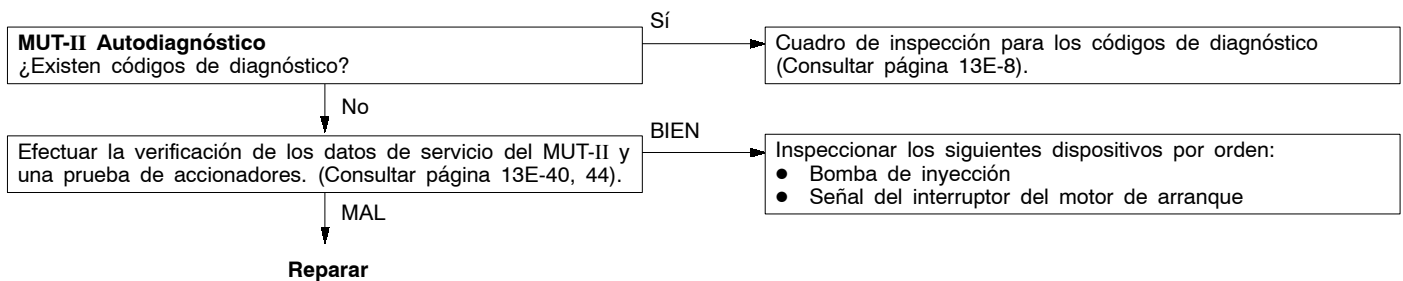 MUT-II Autodiagnóstico
¿Existen códigos de diagnóstico?
Sí
Cuadro de inspección para los códigos de diagnóstico
(Consultar página 13E-8).
No
Efectuar la verificación de los datos de servicio del MUT-II y
una prueba de accionadores. (Consultar página 13E-40, 44).
BIEN
Inspeccionar los siguientes dispositivos por orden:
● Bomba de inyección
● Señal del interruptor del motor de arranque
MAL
Reparar